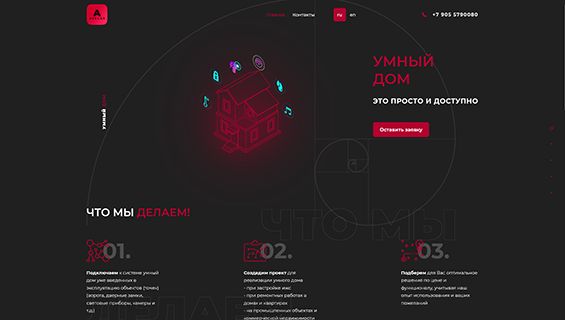 Главная Контакты ru en +7 905 5790080
УМНЫЙ
ДОМ
ЭТО ПРОСТО И ДОСТУПНО
Оставить заявку
УМНЫЙ ДОМ
ЧТО МЫ ДЕЛАЕМ!
ЧТО МЫ
01.
Подключаем к системе умный
дом уже введенных в
эксплуатацию объектов (точек)
(ворота, дверные замки,
световые приборы, камеры и
т.д.)
02.
Создадим проект для
реализации умного дома
- при застройке ижс
- при ремонтных работах в
домах и квартирах
- на промышленных объектах и
коммерческой недвижимости
03.
Подберем для Вас оптимальное
решение по цене и
функционалу учитывая наш
опыт использования и ваших
пожеланий